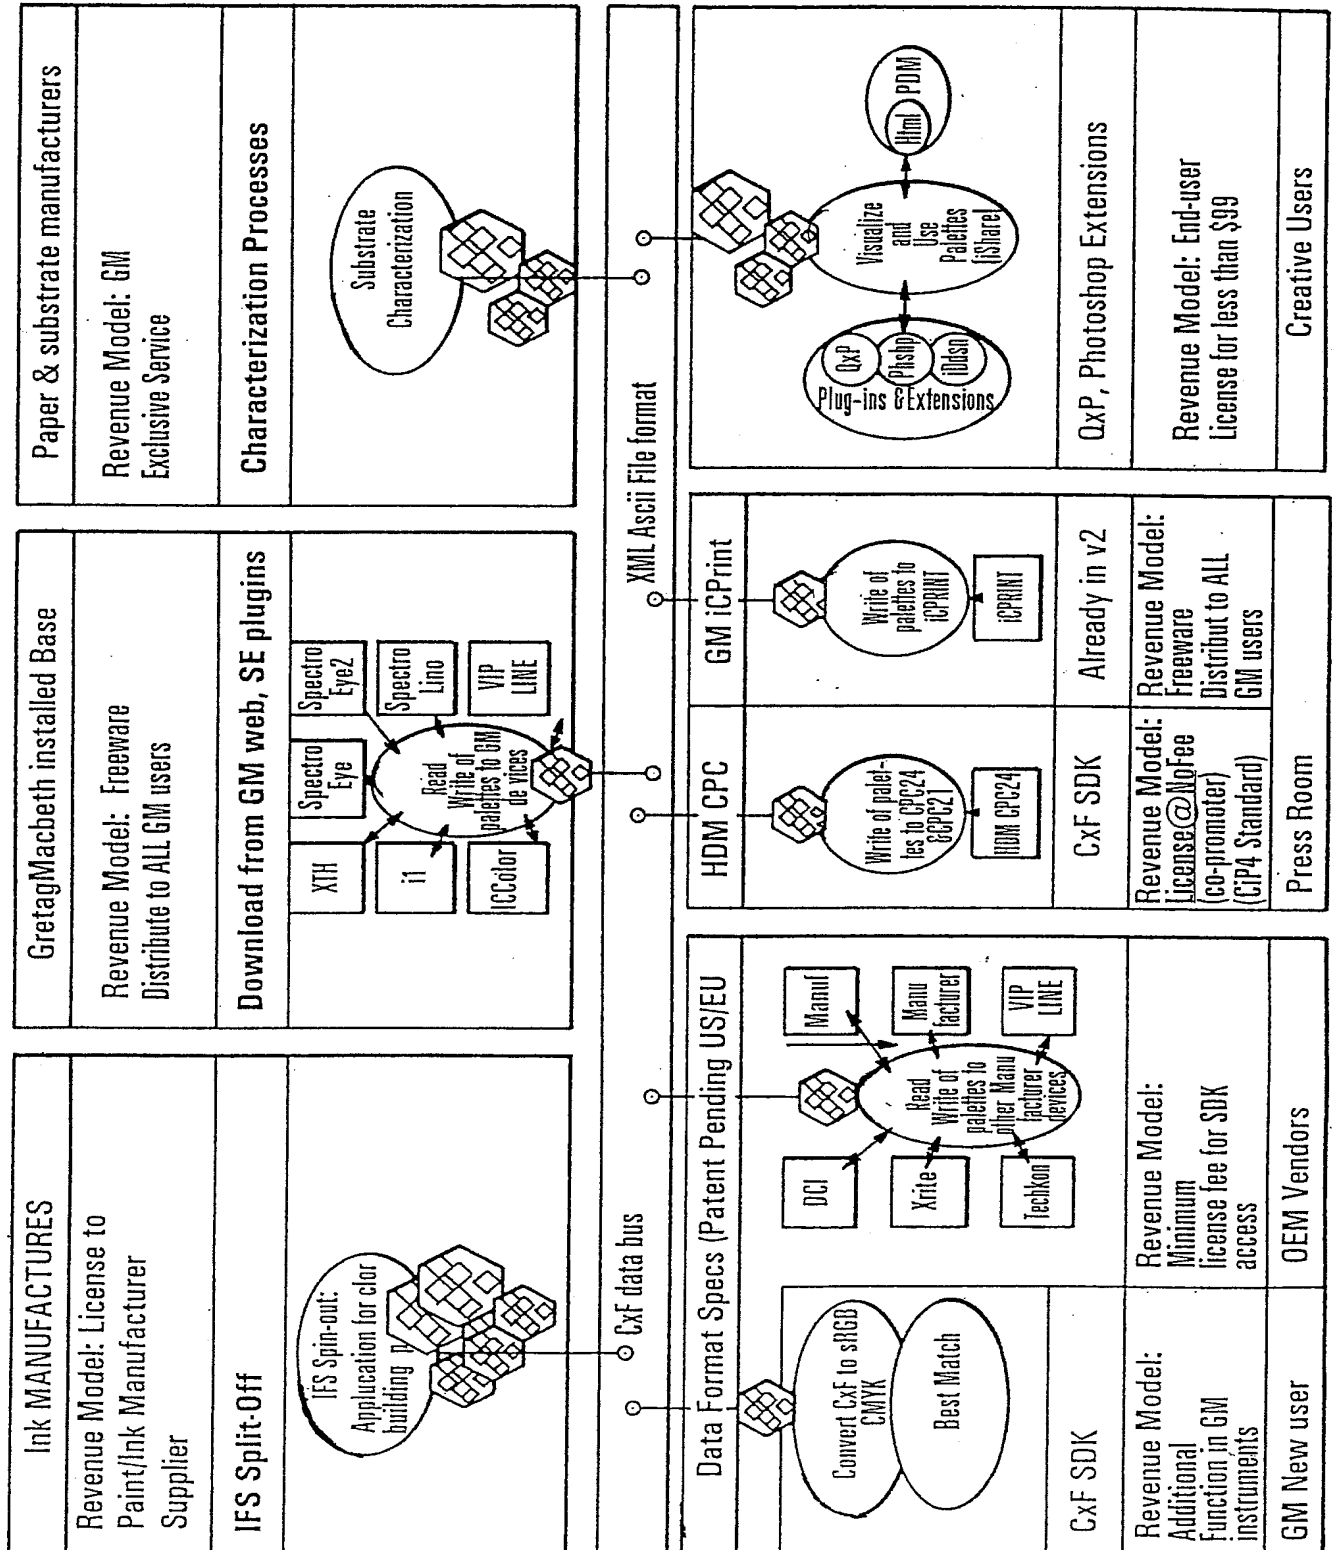 Ink MANUFACTURES
Revenue Model: License to
Paint/Ink Manufacturer
Supplier
IFS Split-Off
IFS Spin-out:
Applucation for clor
building p
GretagMacbeth installed Base
Revenue Model: Freeware
Distribute to ALL GM users
Download from GM web, SE plugins
XTH
i1
ICColor
Spectro
Eye
Spectro
Eye2
Spectro
Lino
VIP
LINE
Read
Write of
palettes to GM
de vices
Paper & substrate manufacturers
Revenue Model: GM
Exclusive Service
Characterization Processes
Substrate
Characterization
CxF data bus
XML Ascii File format
Data Format Specs (Patent Pending US/EU
Convert CxF to sRGB
CMYK
Best Match
CxF SDK
Revenue Model:
Additional
Function in GM
instruments
GM New user
DCI
Xrite
Techkon
Read
Write of
palettes to
other Manu
facturer
devices
Manuf
Manu
facturer
VIP
LINE
Revenue Model:
Minimum
license fee for SDK
access
OEM Vendors
HDM CPC
Write of palet-
tes to CPC24
&CPC21
HDM CPC24
CxF SDK
Revenue Model:
License@NoFee
(co-promoter)
(CiP4 Standard)
GM iCPrint
Write of
palettes to
iCPRINT
iCPRINT
Already in v2
Revenue Model:
Freeware
Distribut to ALL
GM users
Press Room
QxP
Phshp
iDdsn
Plug-ins & Extensions
Visualize
and
Use
Palettes
(iShare)
Html
PDM
QxP, Photoshop Extensions
Revenue Model: End-user
License for less than $99
Creative Users